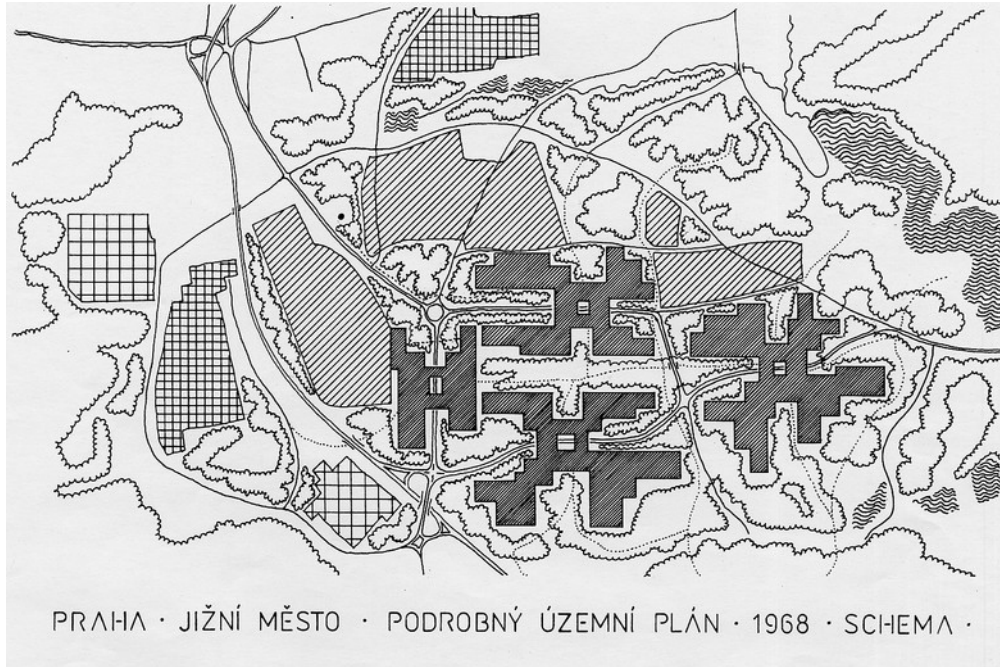 PRAHA · JIŽNÍ MĚSTO · PODROBNÝ ÚZEMNÍ PLÁN · 1968 · SCHEMA ·